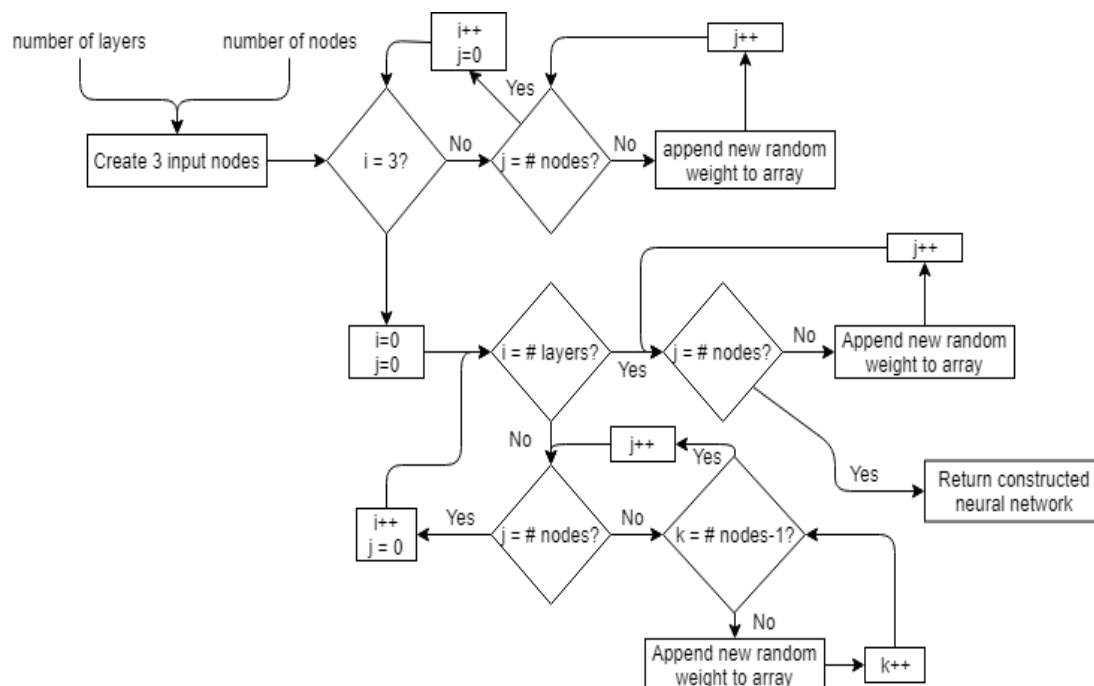 number of layers
number of nodes
i++
j=0
j++
Yes
Create 3 input nodes
i = 3?
No
j = # nodes?
No
append new random
weight to array
j++
i=0
j=0
i = # layers?
Yes
j = # nodes?
No
Append new random
weight to array
No
j++
Yes
i++
j = 0
Yes
j = # nodes?
No
k = # nodes-1?
Yes
Return constructed
neural network
No
Append new random
weight to array
k++